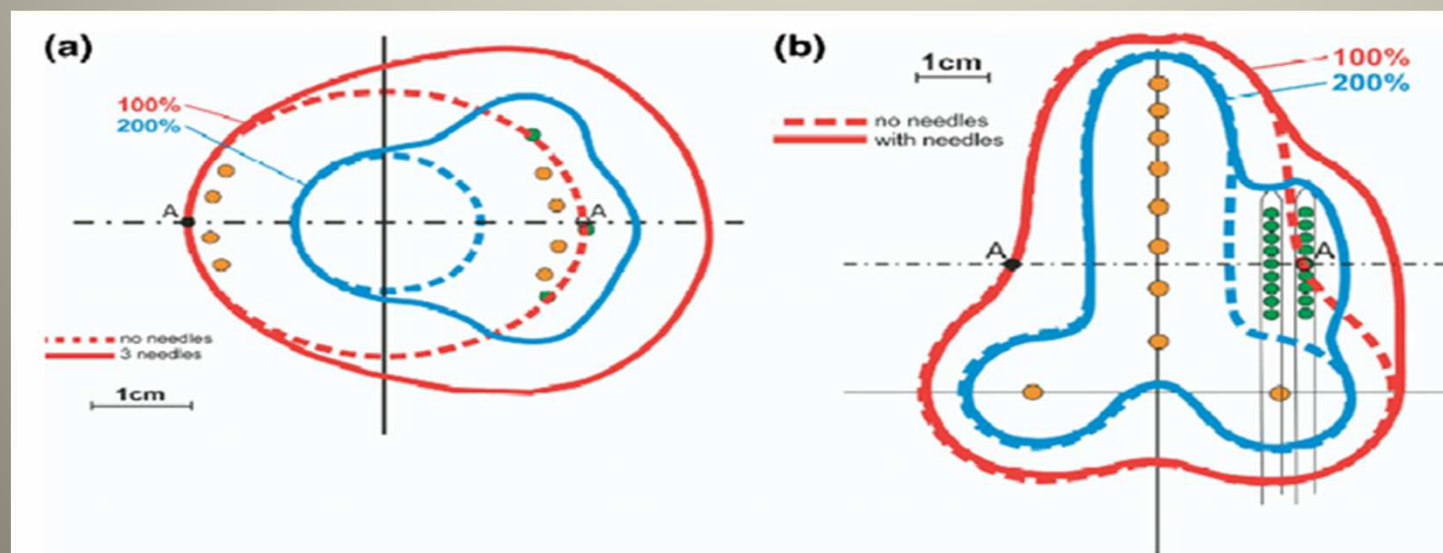 (a)
100%
200%
A
A
no needles
3 needles
1cm
(b)
1cm
100%
200%
no needles
with needles
A
A